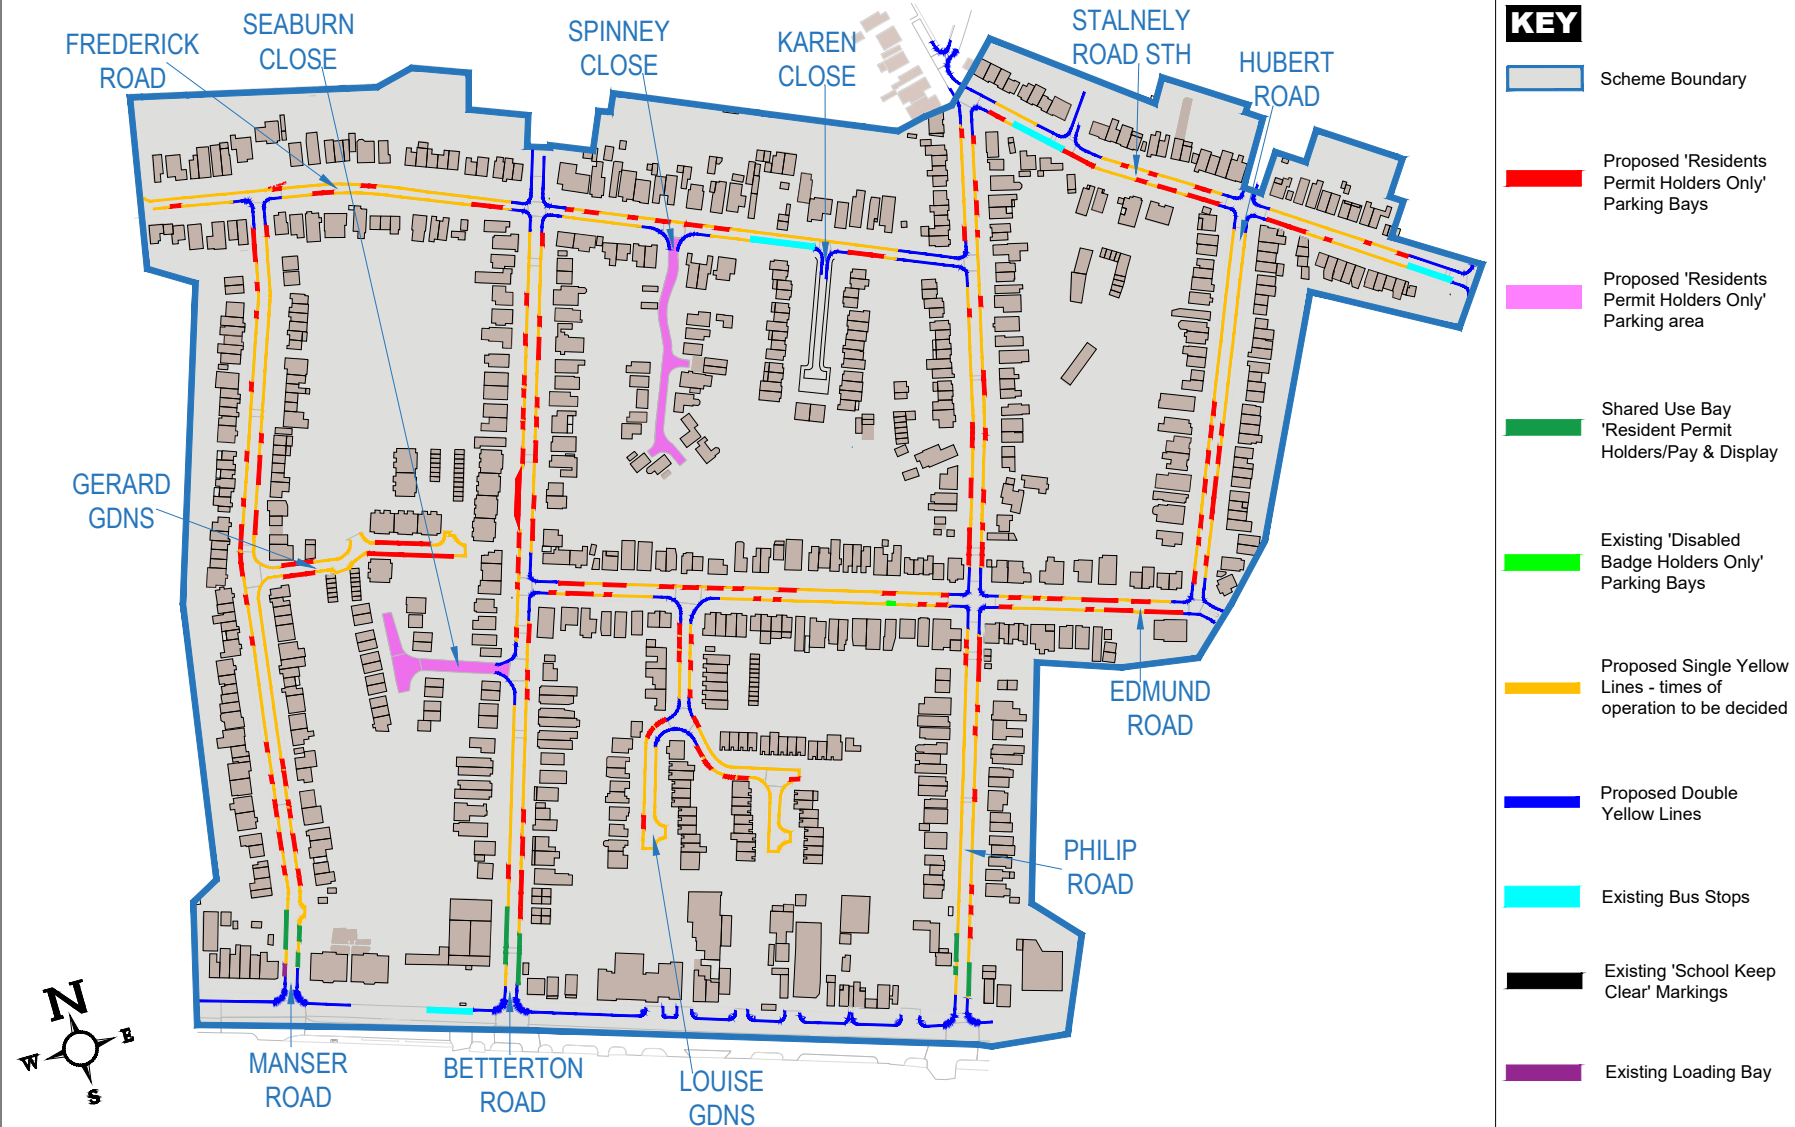 SEABURN
CLOSE
FREDERICK
ROAD
SPINNEY
CLOSE
KAREN
CLOSE
STALNELY
ROAD STH
HUBERT
ROAD
GERARD
GDNS
EDMUND
ROAD
PHILIP
ROAD
MANSER
ROAD
BETTERTON
ROAD
LOUISE
GDNS
N
E
S
W
KEY
Scheme Boundary
Proposed 'Residents
Permit Holders Only'
Parking Bays
Proposed 'Residents
Permit Holders Only'
Parking area
Shared Use Bay
'Resident Permit
Holders/Pay & Display
Existing 'Disabled
Badge Holders Only'
Parking Bays
Proposed Single Yellow
Lines - times of
operation to be decided
Proposed Double
Yellow Lines
Existing Bus Stops
Existing 'School Keep
Clear' Markings
Existing Loading Bay